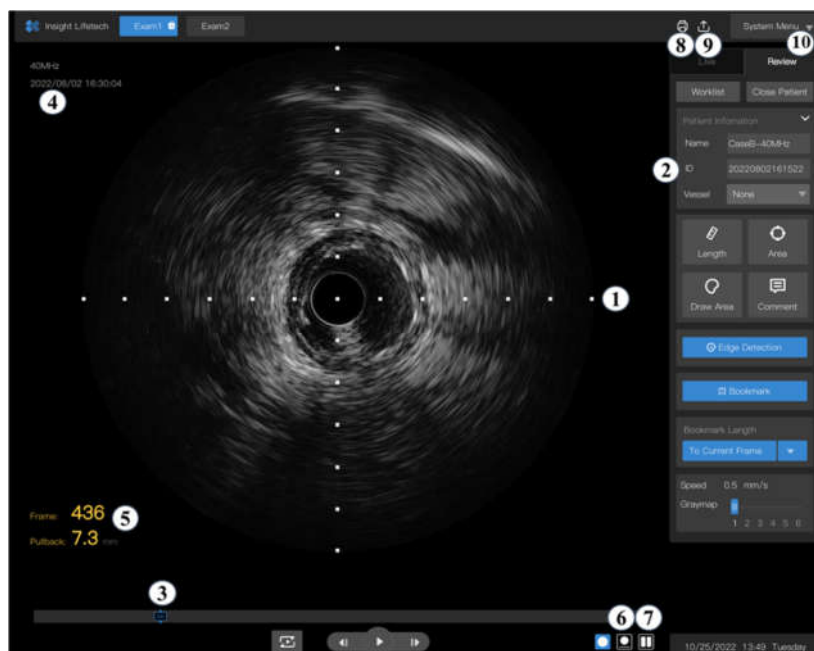 Insight Lifetech Exam1 Exam2 System Menu
8 9 10
Live Review
40MHz
2022/08/02 16:30:04
4
Worklist Close Patient
Patient Infomation
Name CaseB-40MHz
2 ID 20220802161522
Vessel None
Length Area
Draw Area Comment
1
Edge Detection
Bookmark
Bookmark Length
To Current Frame
Speed 0.5 mm/s
Graymap
1 2 3 4 5 6
Frame: 436
5
Pullback: 7.3 mm
3
6 7
10/25/2022 13:49 Tuesday